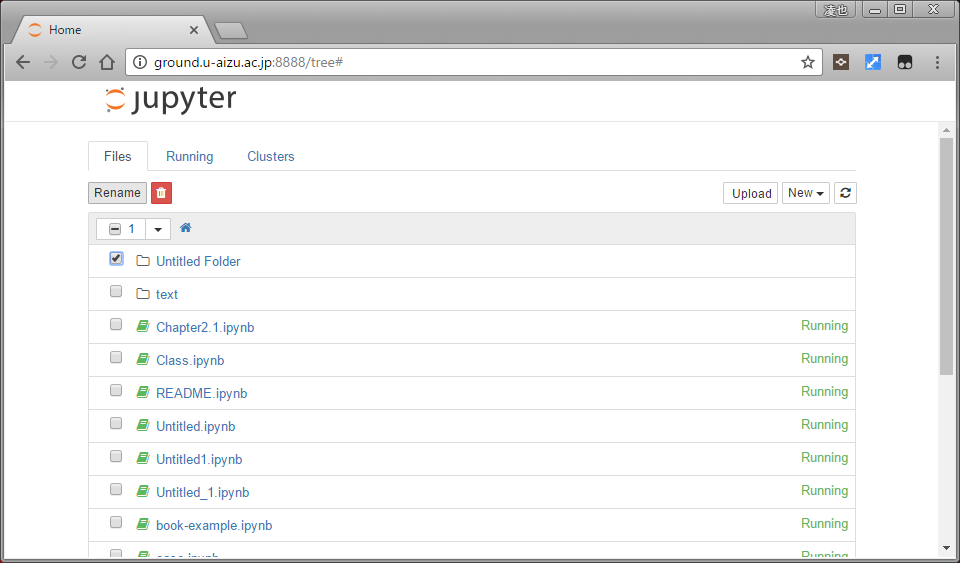 凌也
Home
ground.u-aizu.ac.jp:8888/tree#
jupyter
Files Running Clusters
Rename Upload New
1
Untitled Folder
text
Chapter2.1.ipynb Running
Class.ipynb Running
README.ipynb Running
Untitled.ipynb Running
Untitled1.ipynb Running
Untitled_1.ipynb Running
book-example.ipynb Running
Running